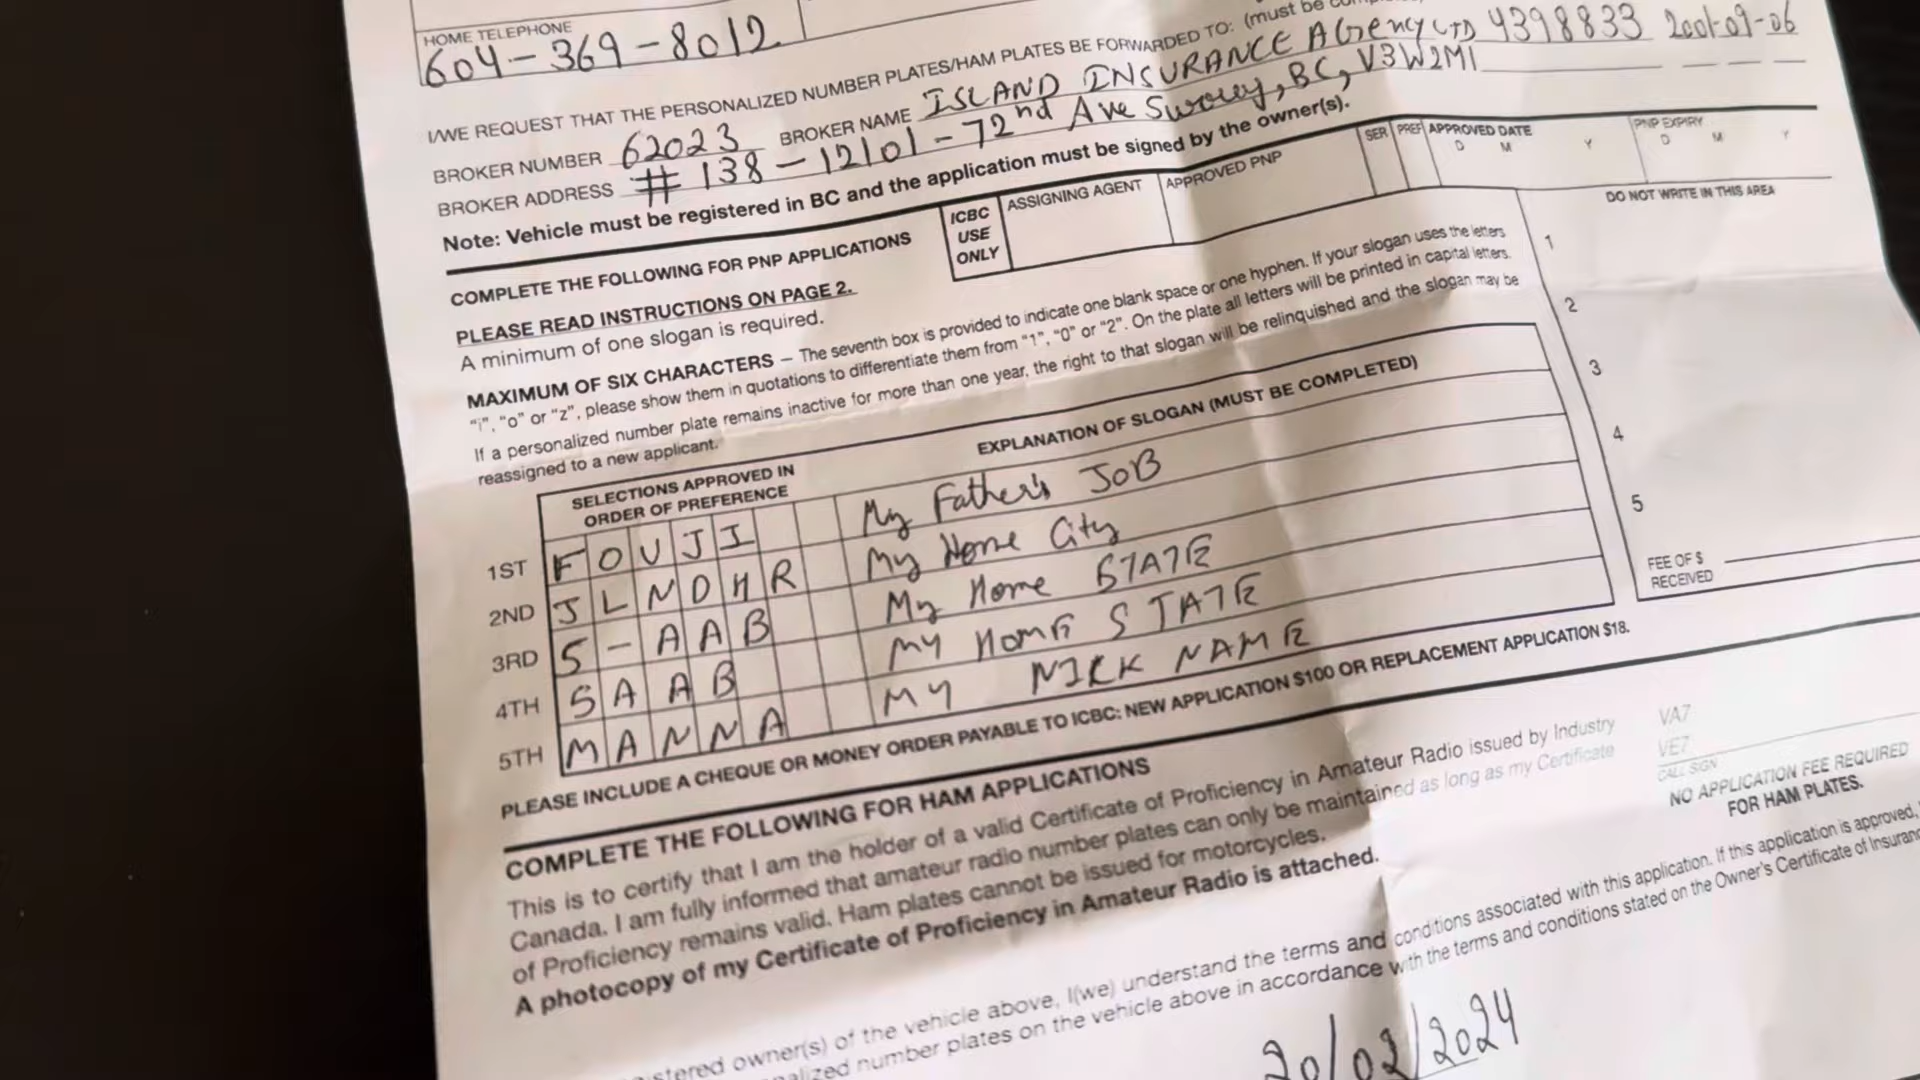 HOME TELEPHONE
604-369-8012
I/WE REQUEST THAT THE PERSONALIZED NUMBER PLATES/HAM PLATES BE FORWARDED TO: (must be
BROKER NUMBER 62023 BROKER NAME ISLAND INSURANCE AGENCY LTD 4398833 2001-09-06
BROKER ADDRESS # 138-12101-72nd Ave Surrey, BC, V3W2M1
Note: Vehicle must be registered in BC and the application must be signed by the owner(s).
COMPLETE THE FOLLOWING FOR PNP APPLICATIONS
ICBC USE ONLY
ASSIGNING AGENT
APPROVED PNP
SER
PREF
APPROVED DATE
D M Y
PNP EXPIRY
D M Y
DO NOT WRITE IN THIS AREA
PLEASE READ INSTRUCTIONS ON PAGE 2.
A minimum of one slogan is required.
MAXIMUM OF SIX CHARACTERS – The seventh box is provided to indicate one blank space or one hyphen. If your slogan uses the letters
"i", "o" or "z", please show them in quotations to differentiate them from "1", "0" or "2". On the plate all letters will be printed in capital letters.
If a personalized number plate remains inactive for more than one year, the right to that slogan will be relinquished and the slogan may be
reassigned to a new applicant.
SELECTIONS APPROVED IN
ORDER OF PREFERENCE
EXPLANATION OF SLOGAN (MUST BE COMPLETED)
1ST FOUJI My Father's JOB
2ND JLNDHR My Home City
3RD 5-AAB My Home STATE
4TH SAAB MY HOME STATE
5TH MANNA MY NICK NAME
1
2
3
4
5
FEE OF $
RECEIVED
PLEASE INCLUDE A CHEQUE OR MONEY ORDER PAYABLE TO ICBC: NEW APPLICATION $100 OR REPLACEMENT APPLICATION $18.
COMPLETE THE FOLLOWING FOR HAM APPLICATIONS
This is to certify that I am the holder of a valid Certificate of Proficiency in Amateur Radio issued by Industry
Canada. I am fully informed that amateur radio number plates can only be maintained as long as my Certificate
of Proficiency remains valid. Ham plates cannot be issued for motorcycles.
A photocopy of my Certificate of Proficiency in Amateur Radio is attached.
VA7
VE7
CALL SIGN
NO APPLICATION FEE REQUIRED
FOR HAM PLATES.
owner(s) of the vehicle above, I(we) understand the terms and conditions associated with this application. If this application is approved,
number plates on the vehicle above in accordance with the terms and conditions stated on the Owner's Certificate of
20/02/2024